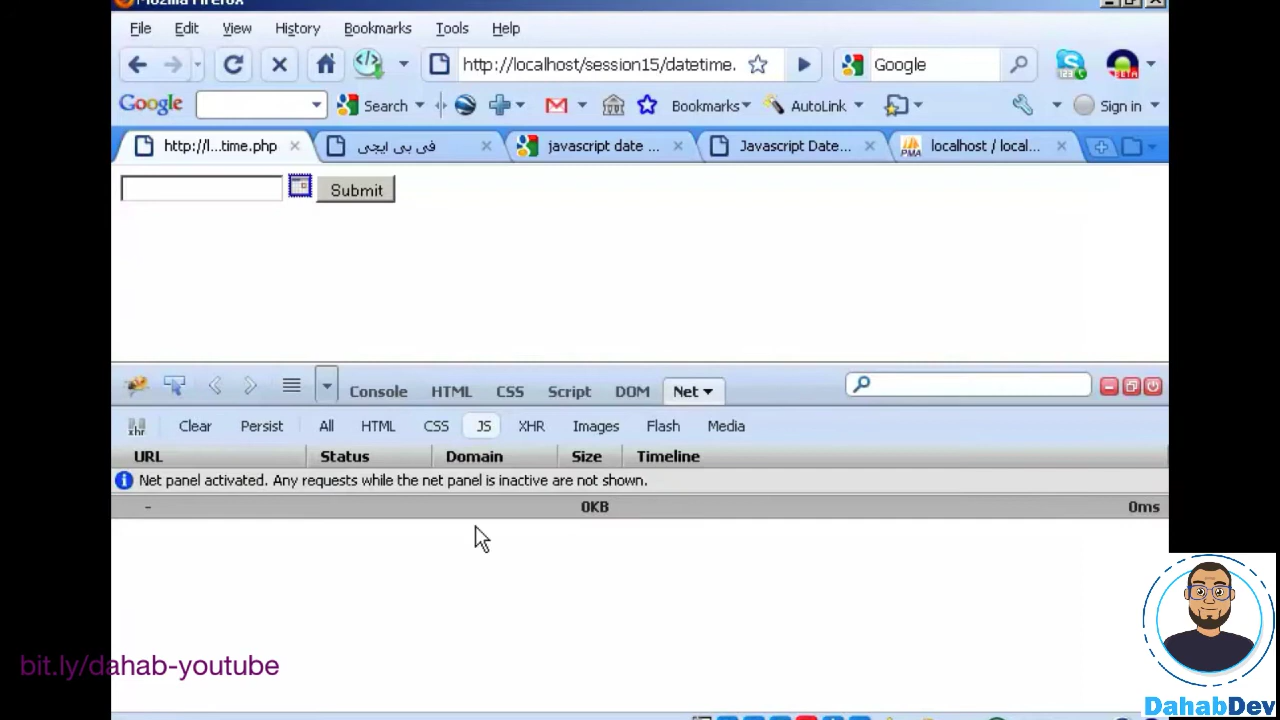 Mozilla Firefox
File Edit View History Bookmarks Tools Help
http://localhost/session15/datetime. Google
Google Search Bookmarks AutoLink Sign in
http://l...time.php فى بى ايجى javascript date ... Javascript Date... PMA localhost / local...
Submit
Console HTML CSS Script DOM Net
xhr Clear Persist All HTML CSS JS XHR Images Flash Media
URL Status Domain Size Timeline
Net panel activated. Any requests while the net panel is inactive are not shown.
- 0KB 0ms
bit.ly/dahab-youtube
DahabDev